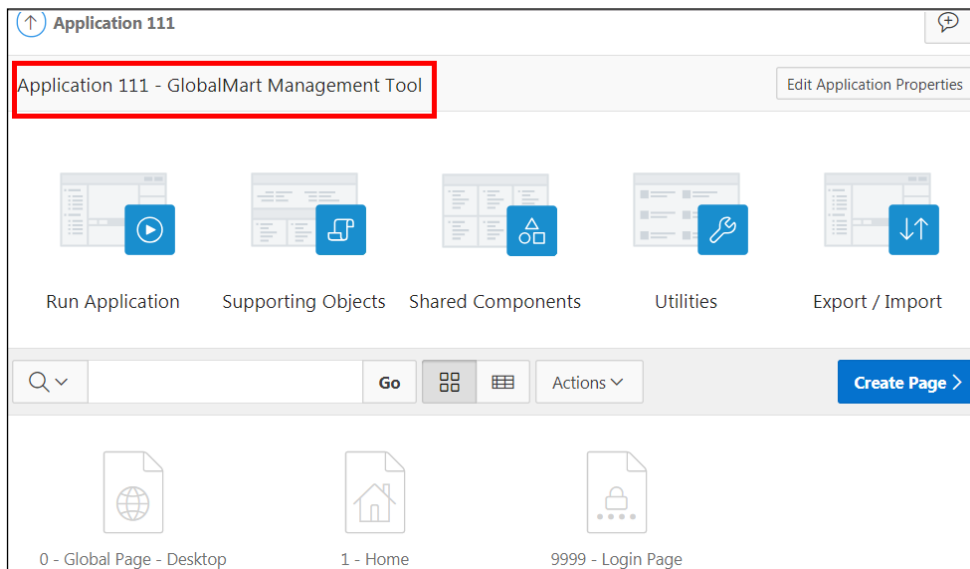 Application 111
Application 111 - GlobalMart Management Tool
Edit Application Properties
Run Application
Supporting Objects
Shared Components
Utilities
Export / Import
Go
Actions
Create Page
0 - Global Page - Desktop
1 - Home
9999 - Login Page